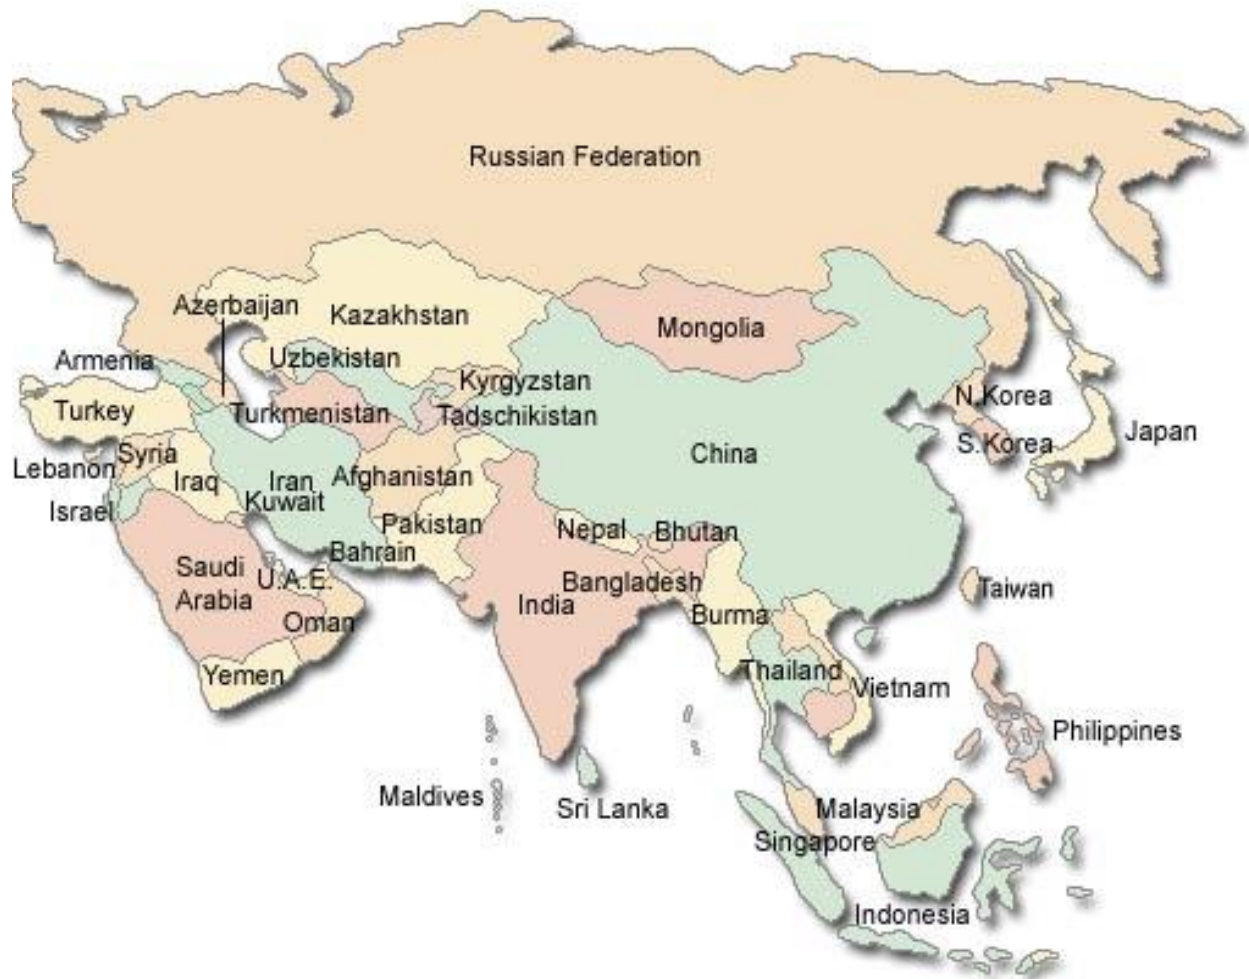 Russian Federation
Azerbaijan
Kazakhstan
Mongolia
Armenia
Uzbekistan
Kyrgyzstan
N.Korea
Turkey
Turkmenistan
Tadschikistan
Japan
S.Korea
Syria
China
Lebanon
Iraq
Iran
Afghanistan
Israel
Kuwait
Pakistan
Nepal
Bhutan
Bahrain
Saudi
Arabia
U.A.E.
Bangladesh
Taiwan
India
Burma
Oman
Yemen
Thailand
Vietnam
Philippines
Maldives
Sri Lanka
Malaysia
Singapore
Indonesia